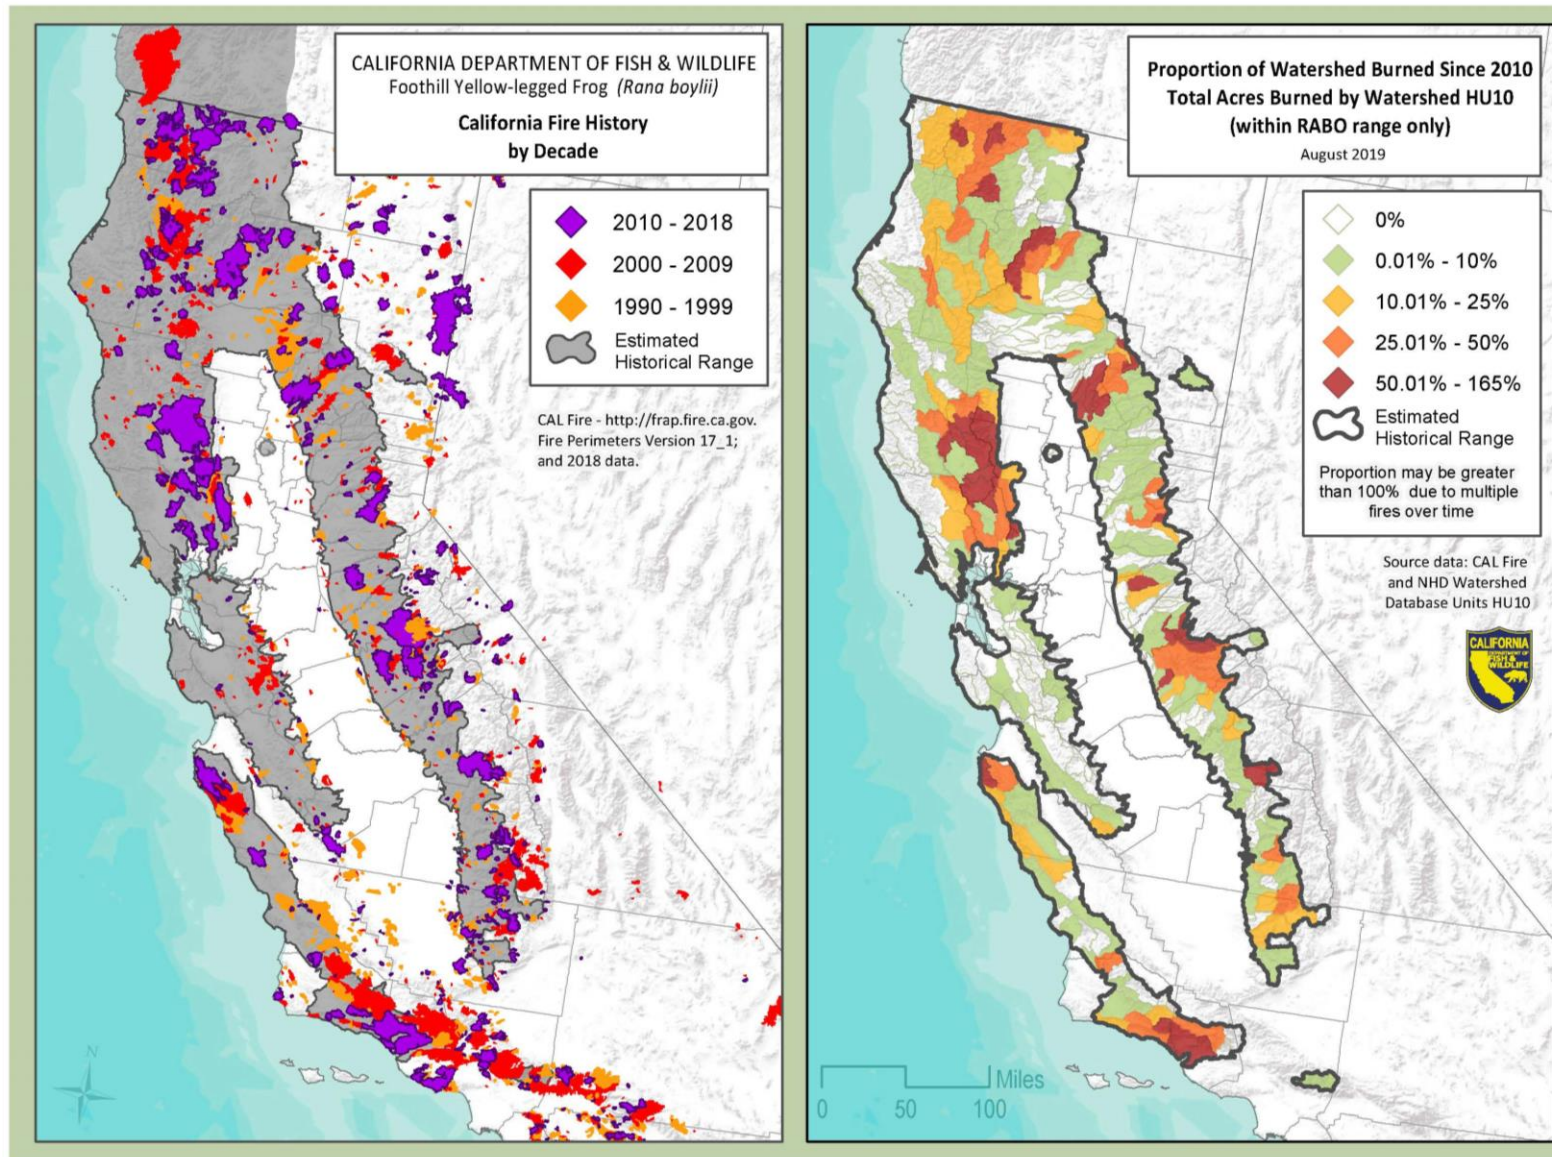 CALIFORNIA DEPARTMENT OF FISH & WILDLIFE
Foothill Yellow-legged Frog (Rana boylii)
California Fire History
by Decade
2010 - 2018
2000 - 2009
1990 - 1999
Estimated
Historical Range
CAL Fire - http://frap.fire.ca.gov.
Fire Perimeters Version 17_1;
and 2018 data.
N
Proportion of Watershed Burned Since 2010
Total Acres Burned by Watershed HU10
(within RABO range only)
August 2019
0%
0.01% - 10%
10.01% - 25%
25.01% - 50%
50.01% - 165%
Estimated
Historical Range
Proportion may be greater
than 100% due to multiple
fires over time
Source data: CAL Fire
and NHD Watershed
Database Units HU10
CALIFORNIA
DEPARTMENT OF
FISH &
WILDLIFE
Miles
0 50 100